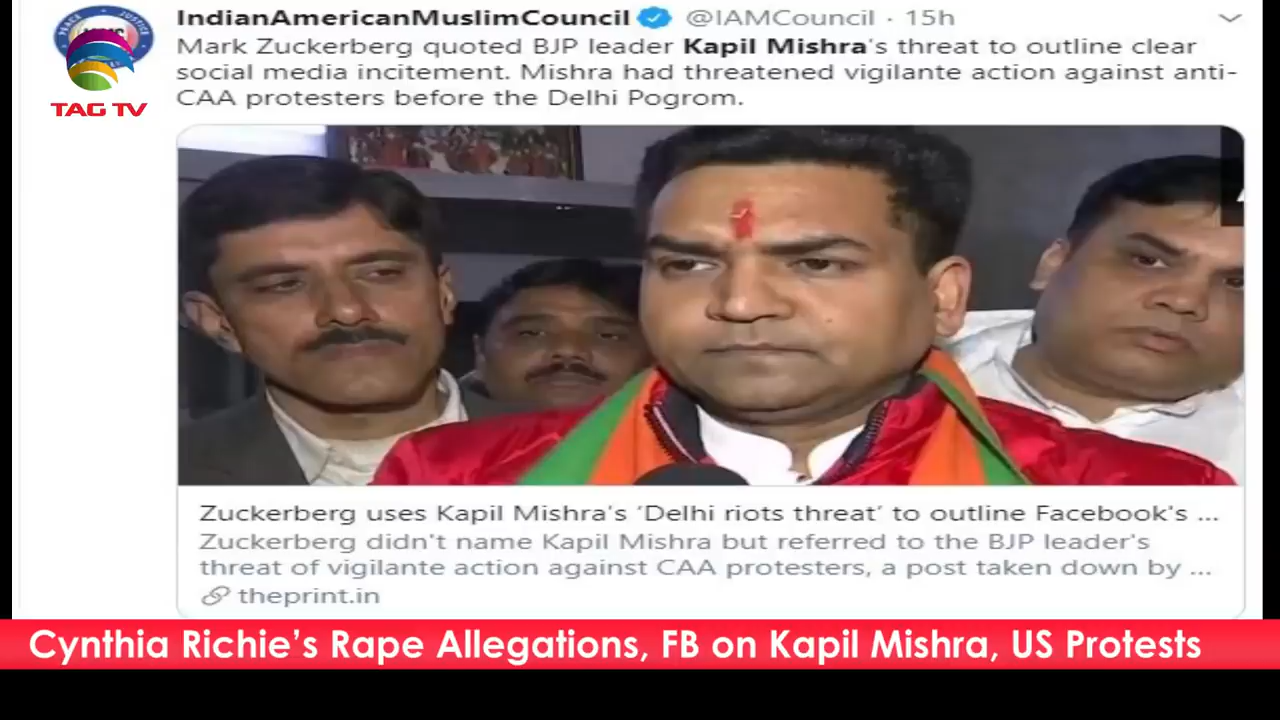 IndianAmericanMuslimCouncil @IAMCouncil · 15h
Mark Zuckerberg quoted BJP leader Kapil Mishra's threat to outline clear
social media incitement. Mishra had threatened vigilante action against anti-
CAA protesters before the Delhi Pogrom.
TAG TV
Zuckerberg uses Kapil Mishra's 'Delhi riots threat' to outline Facebook's ...
Zuckerberg didn't name Kapil Mishra but referred to the BJP leader's
threat of vigilante action against CAA protesters, a post taken down by ...
theprint.in
Cynthia Richie's Rape Allegations, FB on Kapil Mishra, US Protests